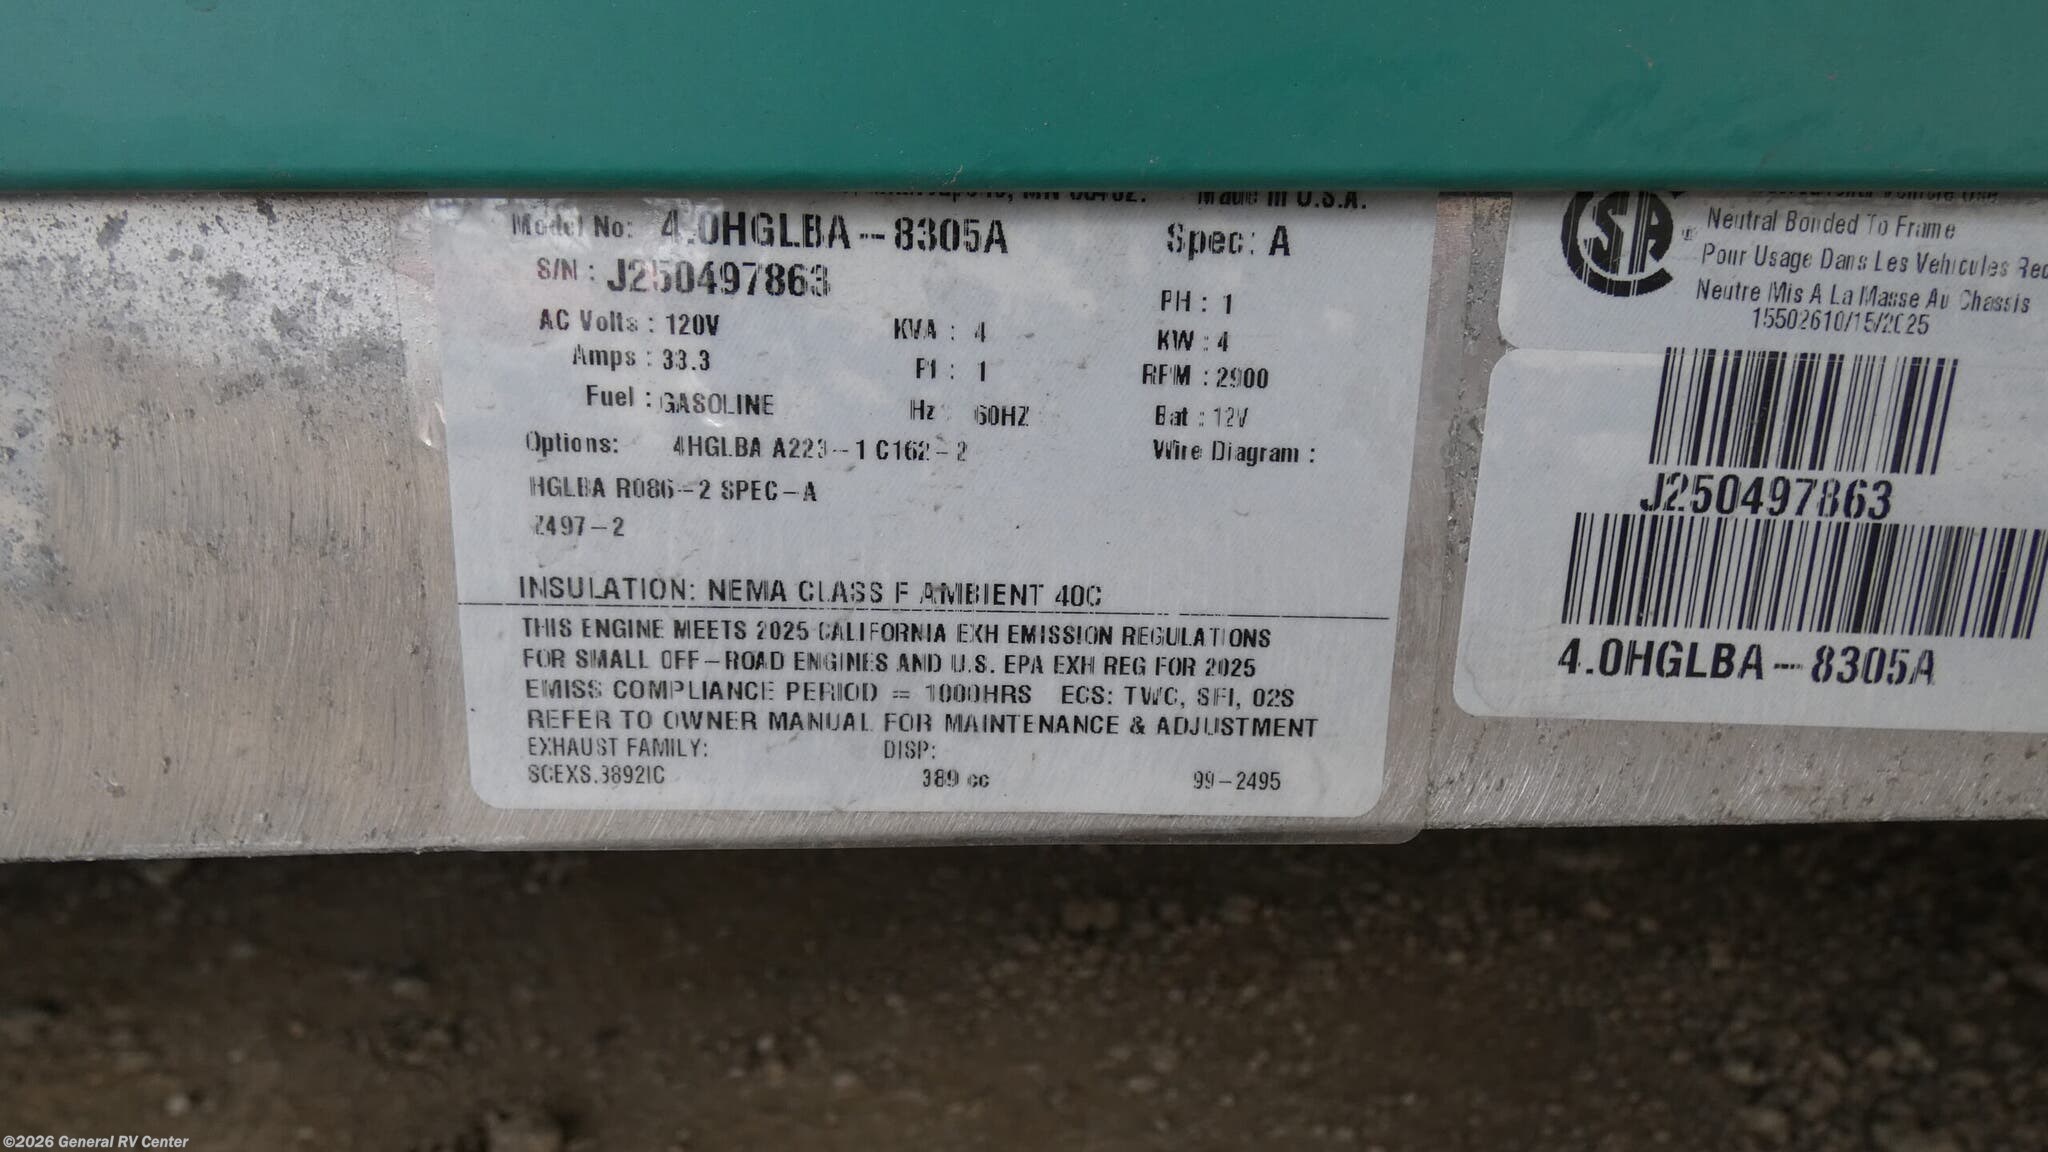 Made in U.S.A.
Model No: 4.0HGLBA--8305A Spec: A
S/N : J250497863
PH : 1
AC Volts : 120V KVA : 4 KW : 4
Amps : 33.3 Pf : 1 RPM : 2900
Fuel : GASOLINE Hz : 60HZ Bat : 12V
Options: 4HGLBA A223-1 C162-2 Wire Diagram :
HGLBA R086-2 SPEC-A
Z497-2
INSULATION: NEMA CLASS F AMBIENT 40C
THIS ENGINE MEETS 2025 CALIFORNIA EXH EMISSION REGULATIONS
FOR SMALL OFF-ROAD ENGINES AND U.S. EPA EXH REG FOR 2025
EMISS COMPLIANCE PERIOD = 1000HRS ECS: TWC, SFI, O2S
REFER TO OWNER MANUAL FOR MAINTENANCE & ADJUSTMENT
EXHAUST FAMILY: DISP:
SCEXS.3892IC 389 cc 99-2495
Neutral Bonded To Frame
Pour Usage Dans Les Vehicules
Neutre Mis A La Masse Au Chassis
15502610/15/2025
J250497863
4.0HGLBA--8305A
©2026 General RV Center